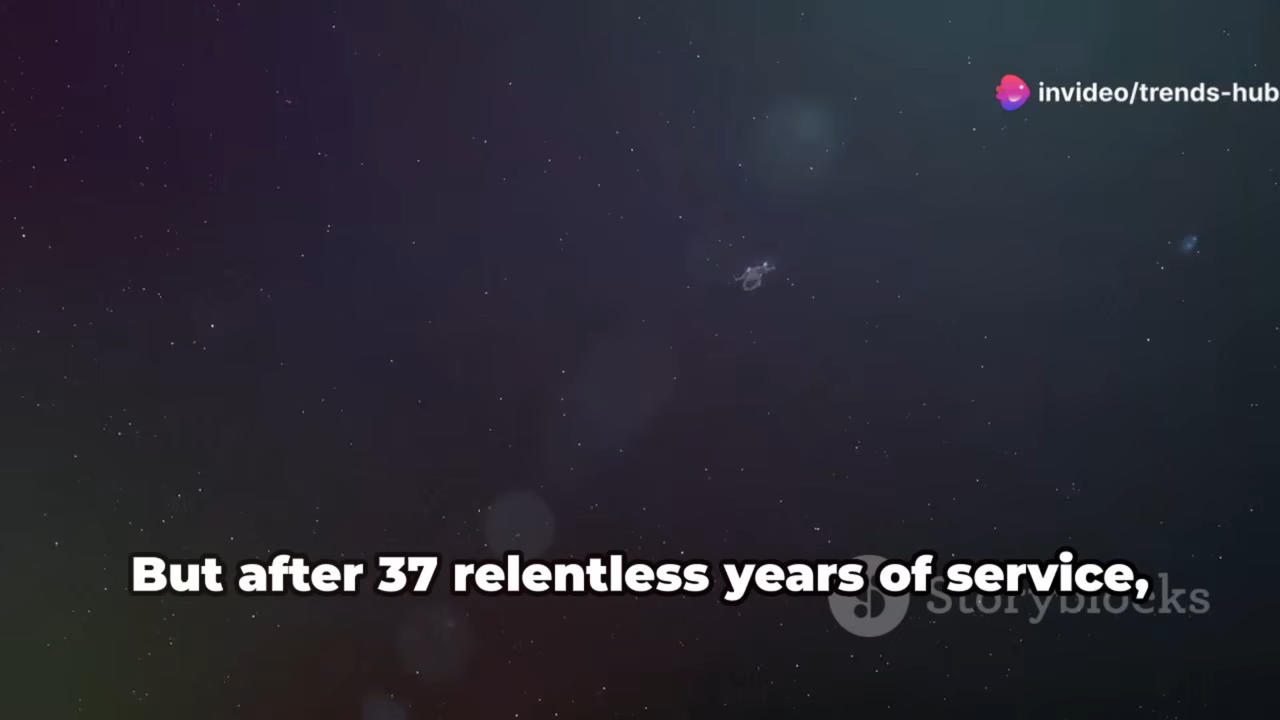 invideo/trends-hub
But after 37 relentless years of service,
Storyblocks